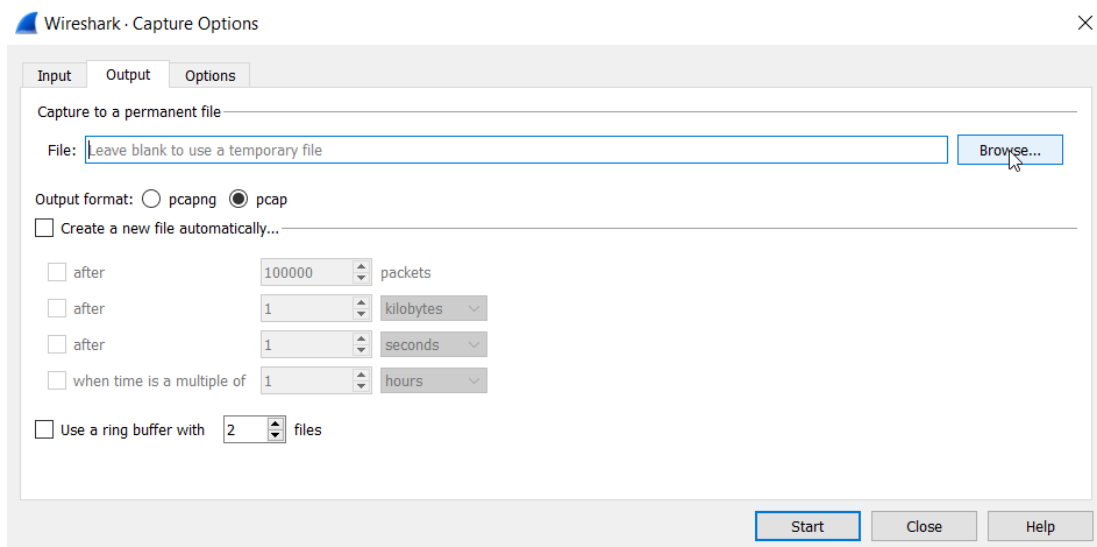 Wireshark · Capture Options
Input Output Options
Capture to a permanent file
File: Leave blank to use a temporary file Browse...
Output format: pcapng pcap
Create a new file automatically...
after 100000 packets
after 1 kilobytes
after 1 seconds
when time is a multiple of 1 hours
Use a ring buffer with 2 files
Start Close Help